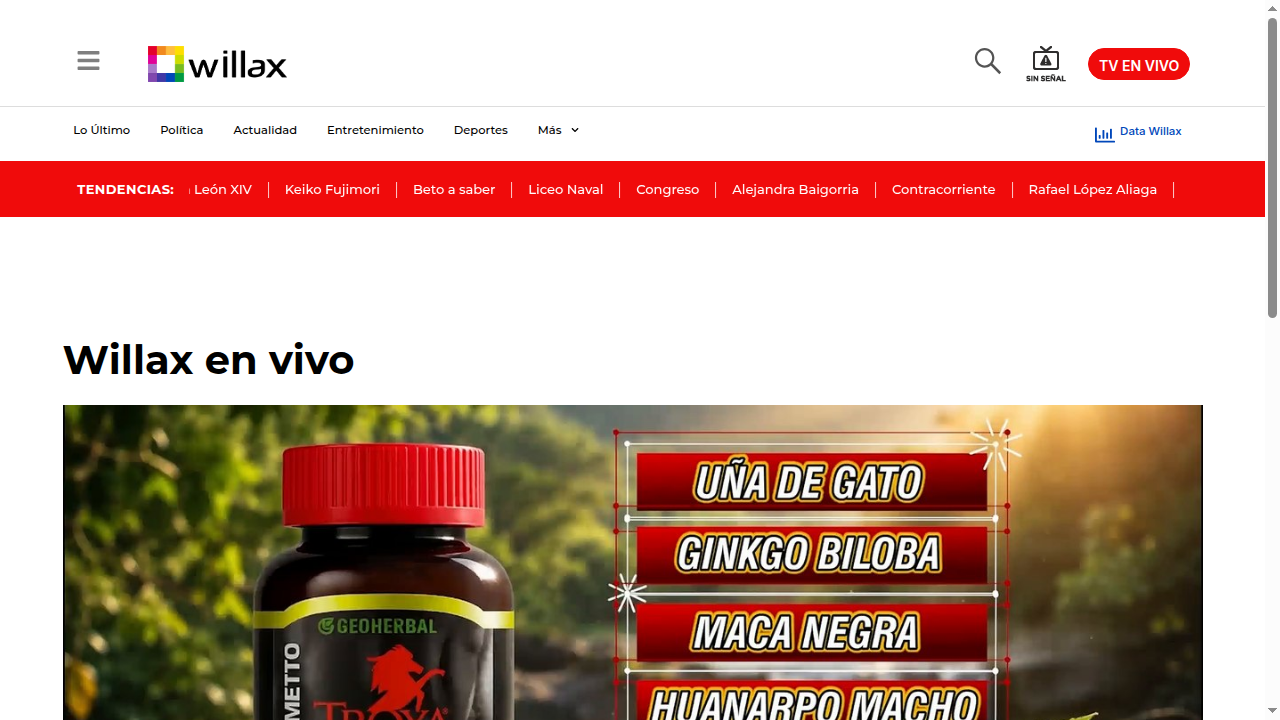 willax
SIN SEÑAL
TV EN VIVO
Lo Último
Política
Actualidad
Entretenimiento
Deportes
Más
Data Willax
TENDENCIAS:
León XIV
Keiko Fujimori
Beto a saber
Liceo Naval
Congreso
Alejandra Baigorria
Contracorriente
Rafael López Aliaga
Willax en vivo
UÑA DE GATO
GINKGO BILOBA
MACA NEGRA
HUANARPO MACHO
GEOHERBAL
METTO
TROYA